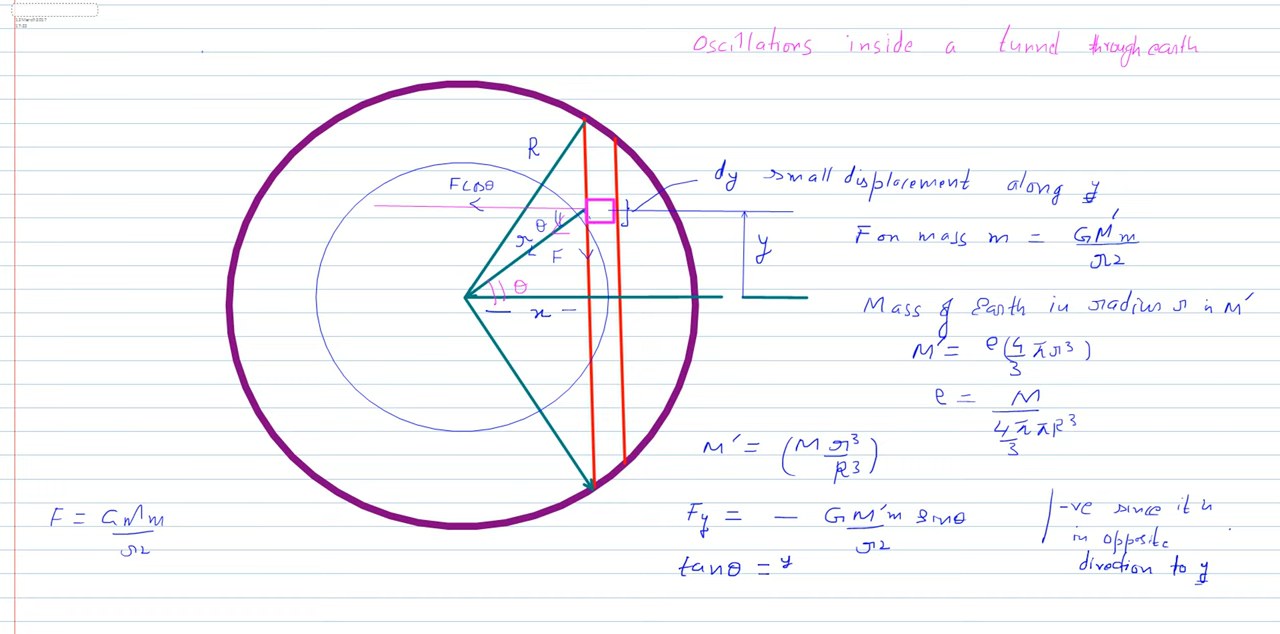 Oscillations inside a tunnel through earth
R
Fcosθ
dy small displacement along y
θ
r
F
y
F on mass m = GM'm / r2
θ
x
Mass of Earth in radius r is M'
M' = ρ(4/3 πr³)
ρ = M / 4/3 π πR³
M' = (M r³/R³)
F = GM'm / r2
Fy = - GM'm sinθ / r2
-ve since it is
in opposite
direction to y
tanθ = y